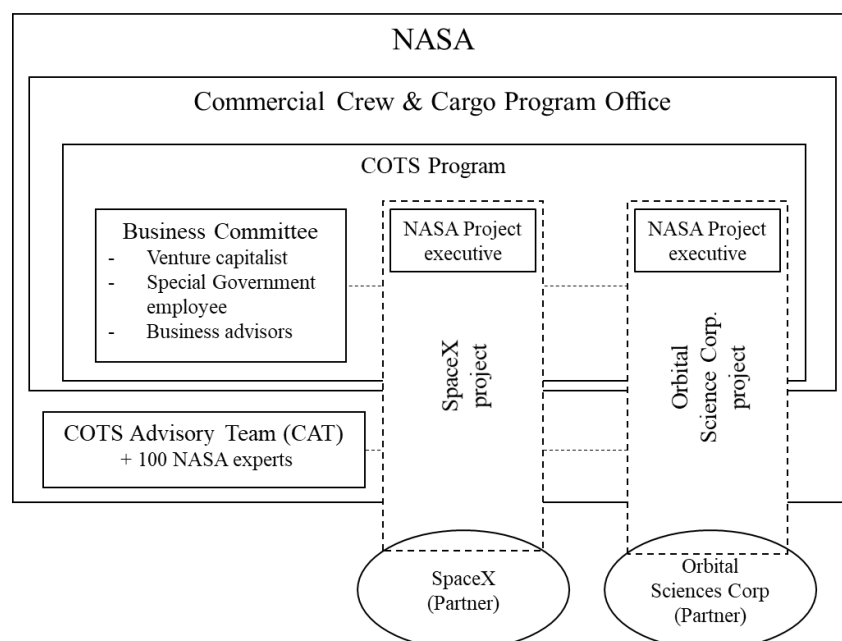 NASA
Commercial Crew & Cargo Program Office
COTS Program
Business Committee
- Venture capitalist
- Special Government
employee
- Business advisors
NASA Project
executive
NASA Project
executive
SpaceX
project
Orbital
Science Corp.
project
COTS Advisory Team (CAT)
+ 100 NASA experts
SpaceX
(Partner)
Orbital
Sciences Corp
(Partner)